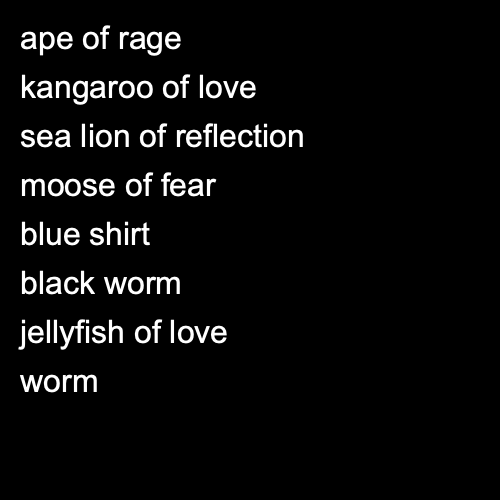 ape of rage
kangaroo of love
sea lion of reflection
moose of fear
blue shirt
black worm
jellyfish of love
worm